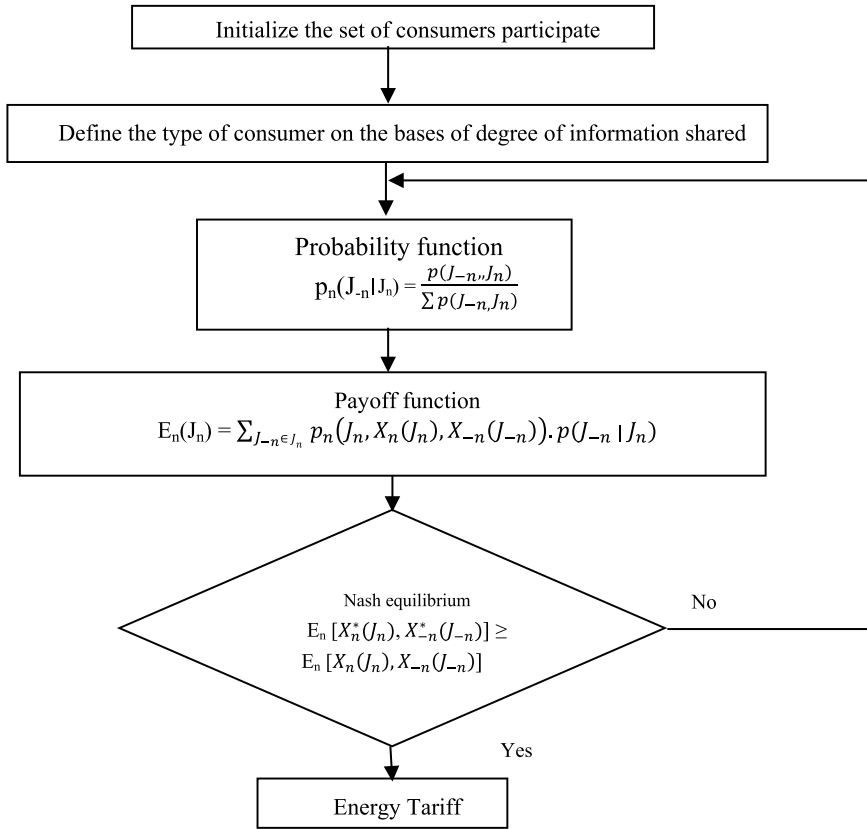 Initialize the set of consumers participate
Define the type of consumer on the bases of degree of information shared
Probability function
pₙ(J₋ₙ|Jₙ) = p(J₋ₙ,,Jₙ) / ∑ p(J₋ₙ,Jₙ)
Payoff function
Eₙ(Jₙ) = ∑_{J₋ₙ∈Jₙ} pₙ(Jₙ, Xₙ(Jₙ), X₋ₙ(J₋ₙ)). p(J₋ₙ | Jₙ)
Nash equilibrium
Eₙ [Xₙ*(Jₙ), X₋ₙ*(J₋ₙ)] ≥
Eₙ [Xₙ(Jₙ), X₋ₙ(J₋ₙ)]
No
Yes
Energy Tariff